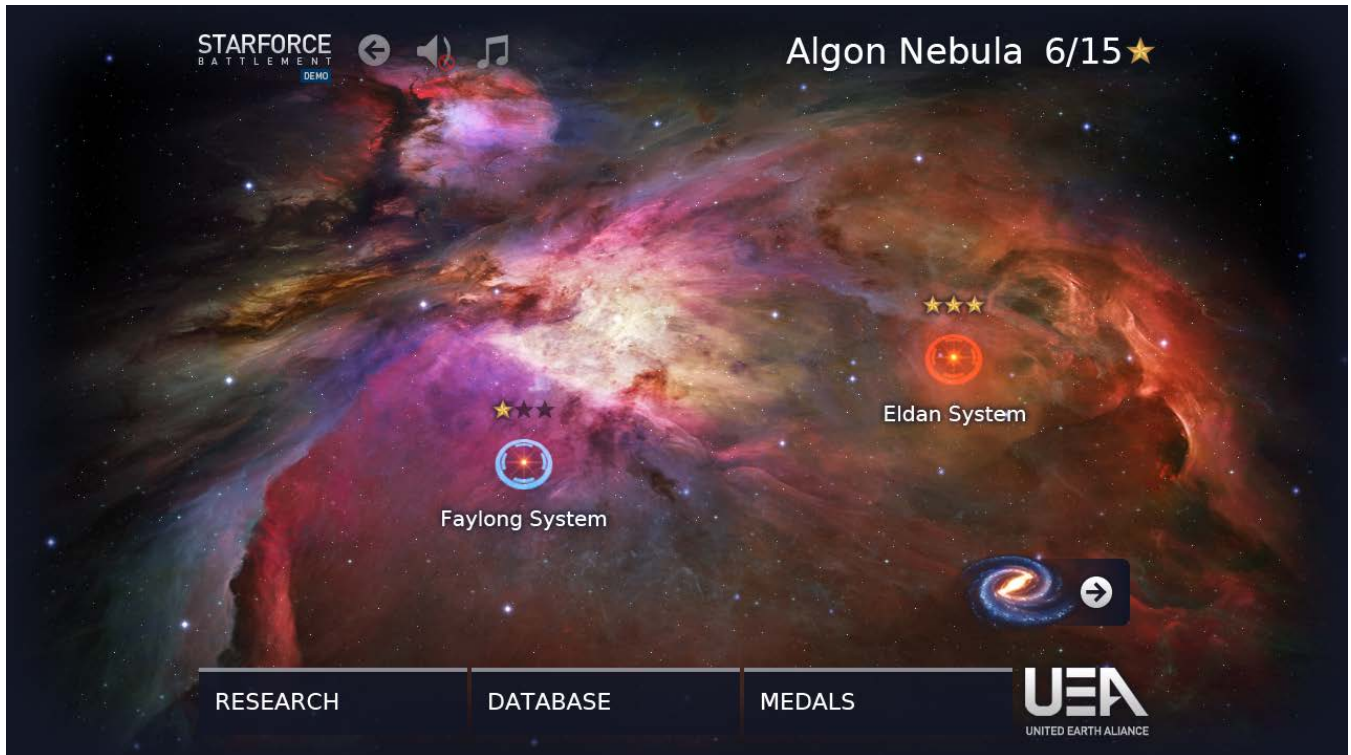 STARFORCE
BATTLEMENT
DEMO
Algon Nebula 6/15
Eldan System
Faylong System
RESEARCH
DATABASE
MEDALS
UEA
UNITED EARTH ALIANCE